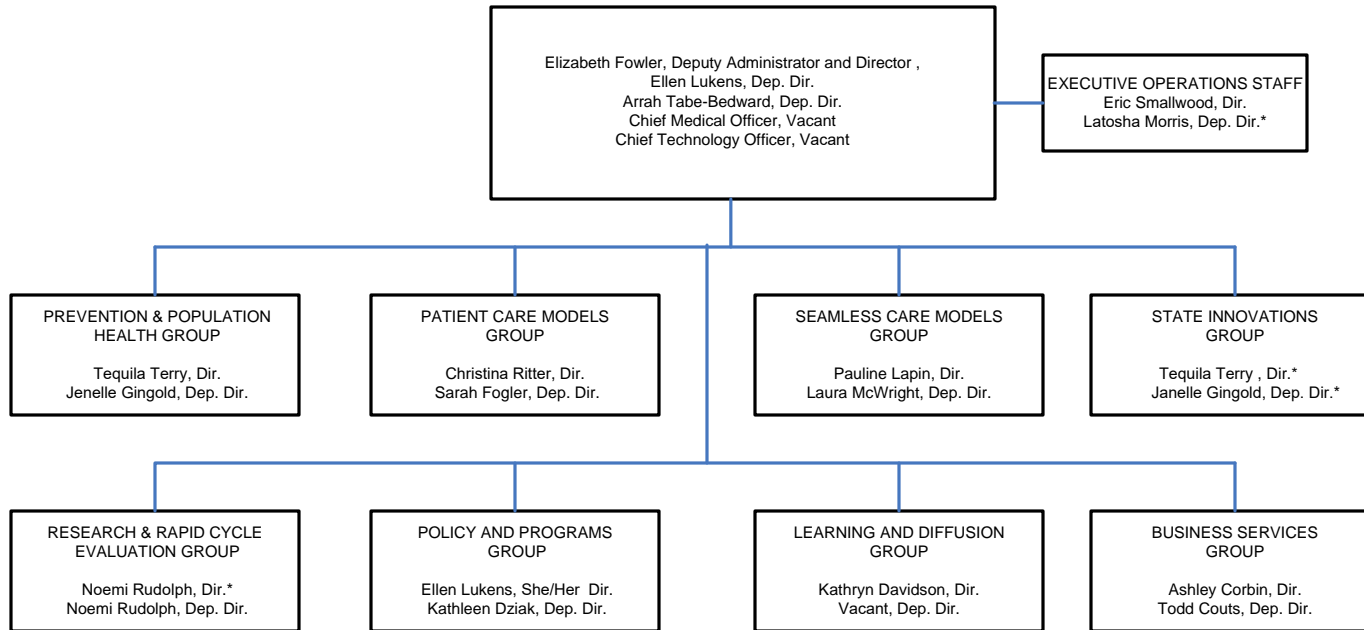 Elizabeth Fowler, Deputy Administrator and Director ,
Ellen Lukens, Dep. Dir.
Arrah Tabe-Bedward, Dep. Dir.
Chief Medical Officer, Vacant
Chief Technology Officer, Vacant
EXECUTIVE OPERATIONS STAFF
Eric Smallwood, Dir.
Latosha Morris, Dep. Dir.*
PREVENTION & POPULATION
HEALTH GROUP
Tequila Terry, Dir.
Jenelle Gingold, Dep. Dir.
PATIENT CARE MODELS
GROUP
Christina Ritter, Dir.
Sarah Fogler, Dep. Dir.
SEAMLESS CARE MODELS
GROUP
Pauline Lapin, Dir.
Laura McWright, Dep. Dir.
STATE INNOVATIONS
GROUP
Tequila Terry , Dir.*
Janelle Gingold, Dep. Dir.*
RESEARCH & RAPID CYCLE
EVALUATION GROUP
Noemi Rudolph, Dir.*
Noemi Rudolph, Dep. Dir.
POLICY AND PROGRAMS
GROUP
Ellen Lukens, She/Her Dir.
Kathleen Dziak, Dep. Dir.
LEARNING AND DIFFUSION
GROUP
Kathryn Davidson, Dir.
Vacant, Dep. Dir.
BUSINESS SERVICES
GROUP
Ashley Corbin, Dir.
Todd Couts, Dep. Dir.